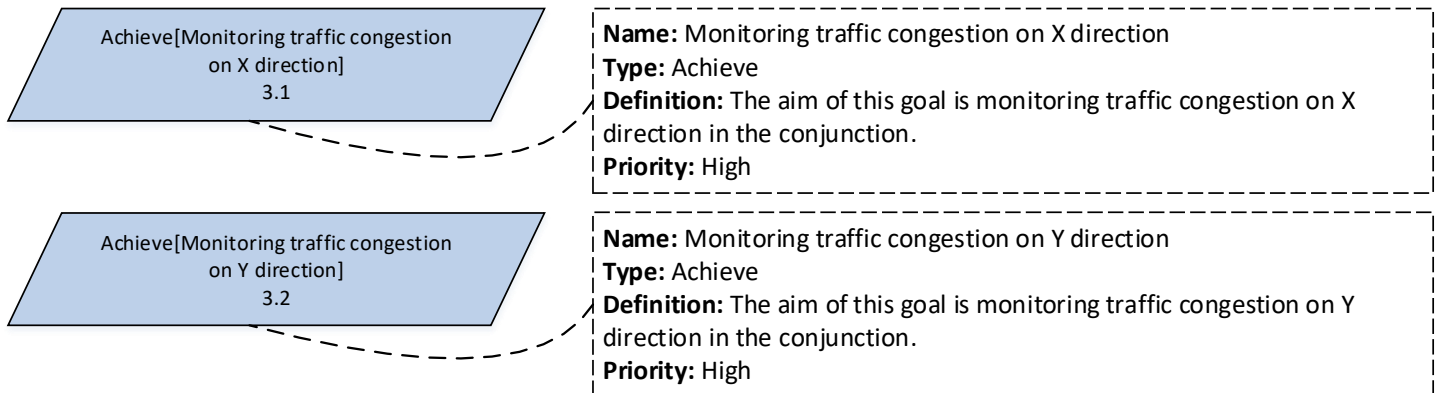 Achieve[Monitoring traffic congestion
on X direction]
3.1
Name: Monitoring traffic congestion on X direction
Type: Achieve
Definition: The aim of this goal is monitoring traffic congestion on X
direction in the conjunction.
Priority: High
Achieve[Monitoring traffic congestion
on Y direction]
3.2
Name: Monitoring traffic congestion on Y direction
Type: Achieve
Definition: The aim of this goal is monitoring traffic congestion on Y
direction in the conjunction.
Priority: High